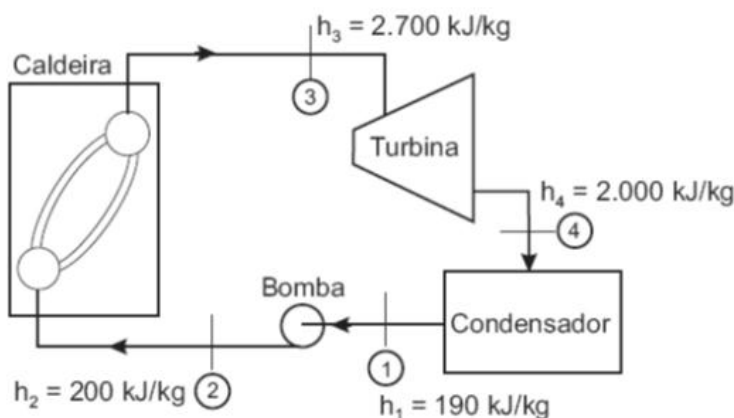 h₃ = 2.700 kJ/kg
Caldeira
3
Turbina
h₄ = 2.000 kJ/kg
4
Bomba
Condensador
1
h₂ = 200 kJ/kg 2
h₁ = 190 kJ/kg